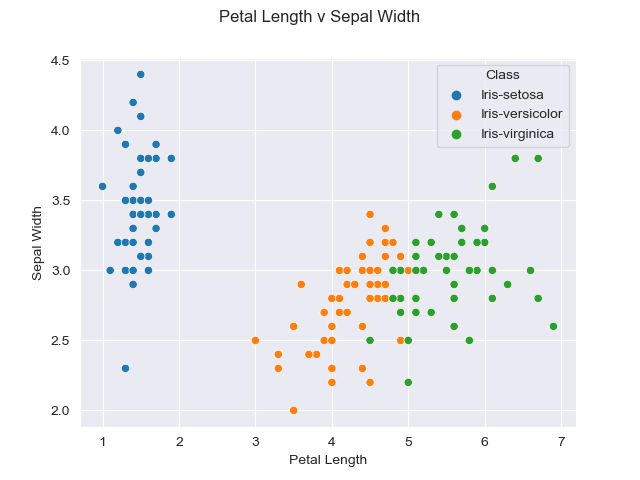 Petal Length v Sepal Width
Class
Iris-setosa
Iris-versicolor
Iris-virginica
4.5
4.0
3.5
3.0
2.5
2.0
Sepal Width
1 2 3 4 5 6 7
Petal Length